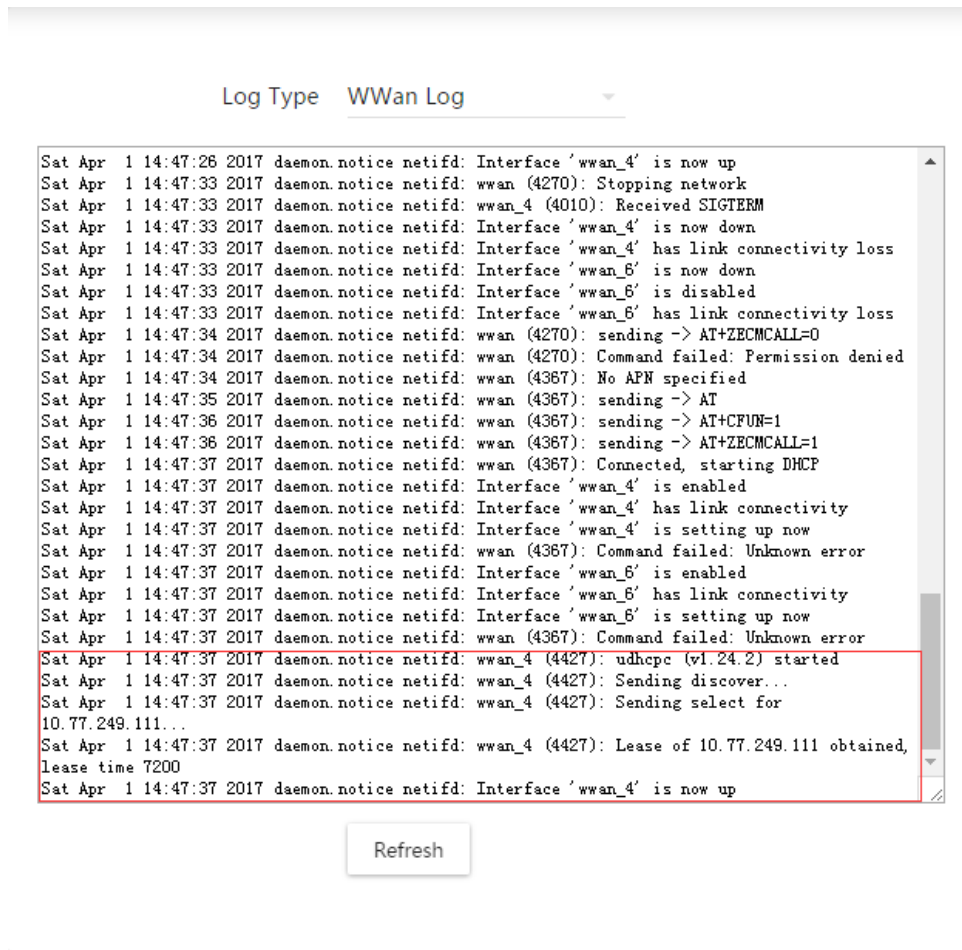 Log Type WWan Log
Sat Apr 1 14:47:26 2017 daemon.notice netifd: Interface 'wwan_4' is now up
Sat Apr 1 14:47:33 2017 daemon.notice netifd: wwan (4270): Stopping network
Sat Apr 1 14:47:33 2017 daemon.notice netifd: wwan_4 (4010): Received SIGTERM
Sat Apr 1 14:47:33 2017 daemon.notice netifd: Interface 'wwan_4' is now down
Sat Apr 1 14:47:33 2017 daemon.notice netifd: Interface 'wwan_4' has link connectivity loss
Sat Apr 1 14:47:33 2017 daemon.notice netifd: Interface 'wwan_6' is now down
Sat Apr 1 14:47:33 2017 daemon.notice netifd: Interface 'wwan_6' is disabled
Sat Apr 1 14:47:33 2017 daemon.notice netifd: Interface 'wwan_6' has link connectivity loss
Sat Apr 1 14:47:34 2017 daemon.notice netifd: wwan (4270): sending -> AT+ZECMCALL=0
Sat Apr 1 14:47:34 2017 daemon.notice netifd: wwan (4270): Command failed: Permission denied
Sat Apr 1 14:47:34 2017 daemon.notice netifd: wwan (4367): No APN specified
Sat Apr 1 14:47:35 2017 daemon.notice netifd: wwan (4367): sending -> AT
Sat Apr 1 14:47:36 2017 daemon.notice netifd: wwan (4367): sending -> AT+CFUN=1
Sat Apr 1 14:47:36 2017 daemon.notice netifd: wwan (4367): sending -> AT+ZECMCALL=1
Sat Apr 1 14:47:37 2017 daemon.notice netifd: wwan (4367): Connected, starting DHCP
Sat Apr 1 14:47:37 2017 daemon.notice netifd: Interface 'wwan_4' is enabled
Sat Apr 1 14:47:37 2017 daemon.notice netifd: Interface 'wwan_4' has link connectivity
Sat Apr 1 14:47:37 2017 daemon.notice netifd: Interface 'wwan_4' is setting up now
Sat Apr 1 14:47:37 2017 daemon.notice netifd: wwan (4367): Command failed: Unknown error
Sat Apr 1 14:47:37 2017 daemon.notice netifd: Interface 'wwan_6' is enabled
Sat Apr 1 14:47:37 2017 daemon.notice netifd: Interface 'wwan_6' has link connectivity
Sat Apr 1 14:47:37 2017 daemon.notice netifd: Interface 'wwan_6' is setting up now
Sat Apr 1 14:47:37 2017 daemon.notice netifd: wwan (4367): Command failed: Unknown error
Sat Apr 1 14:47:37 2017 daemon.notice netifd: wwan_4 (4427): udhcpc (v1.24.2) started
Sat Apr 1 14:47:37 2017 daemon.notice netifd: wwan_4 (4427): Sending discover...
Sat Apr 1 14:47:37 2017 daemon.notice netifd: wwan_4 (4427): Sending select for
10.77.249.111...
Sat Apr 1 14:47:37 2017 daemon.notice netifd: wwan_4 (4427): Lease of 10.77.249.111 obtained,
lease time 7200
Sat Apr 1 14:47:37 2017 daemon.notice netifd: Interface 'wwan_4' is now up
Refresh